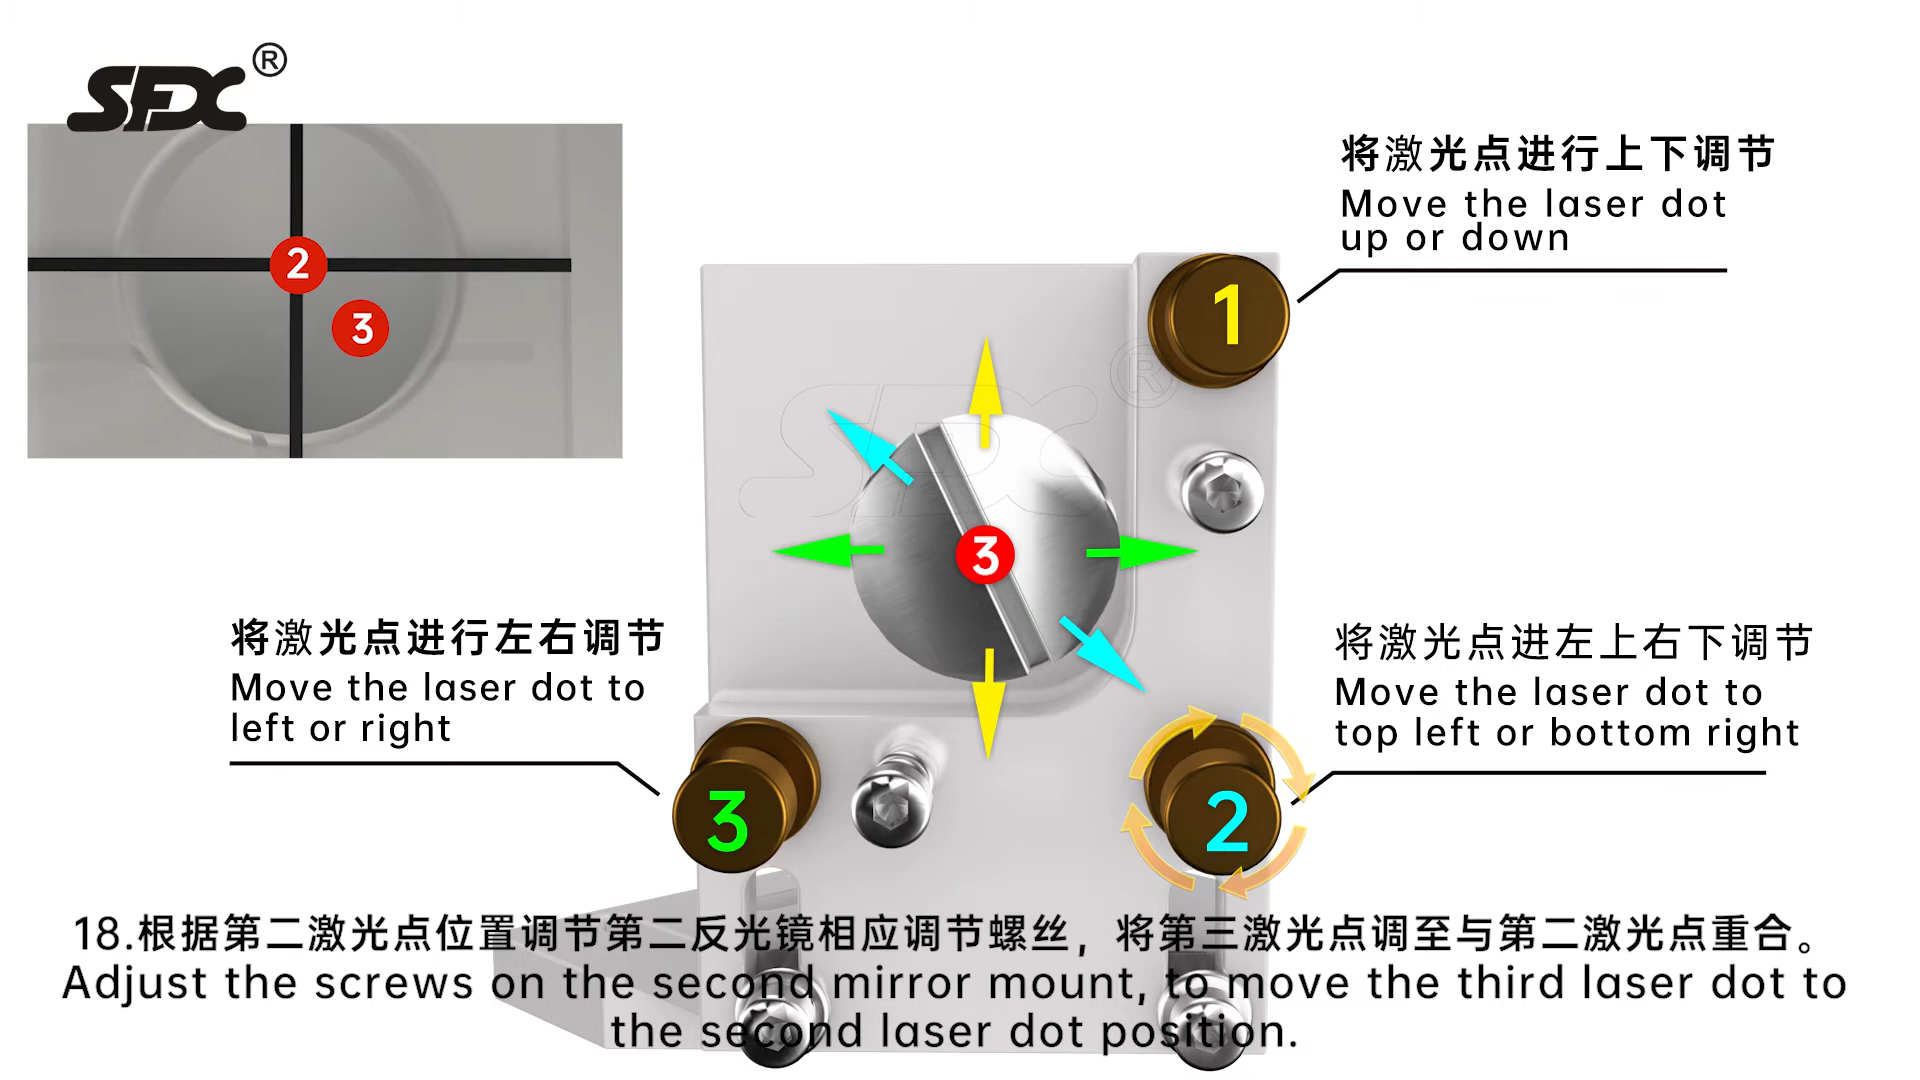 SFX®
将激光点进行上下调节
Move the laser dot
up or down
2
3
1
SFX®
3
将激光点进行左右调节
Move the laser dot to
left or right
将激光点进左上右下调节
Move the laser dot to
top left or bottom right
3
2
18.根据第二激光点位置调节第二反光镜相应调节螺丝，将第三激光点调至与第二激光点重合。
Adjust the screws on the second mirror mount, to move the third laser dot to
the second laser dot position.